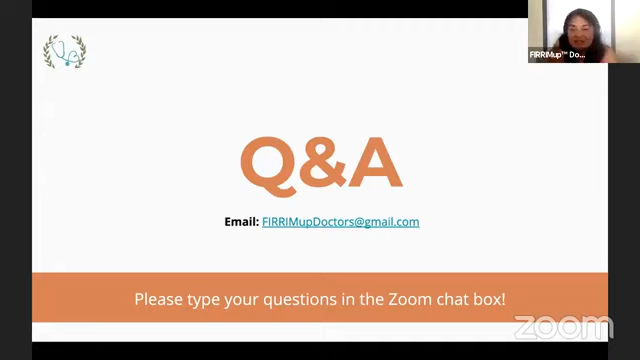 FIRRIMup™ Do...
Q&A
Email: FIRRIMupDoctors@gmail.com
Please type your questions in the Zoom chat box!
zoom